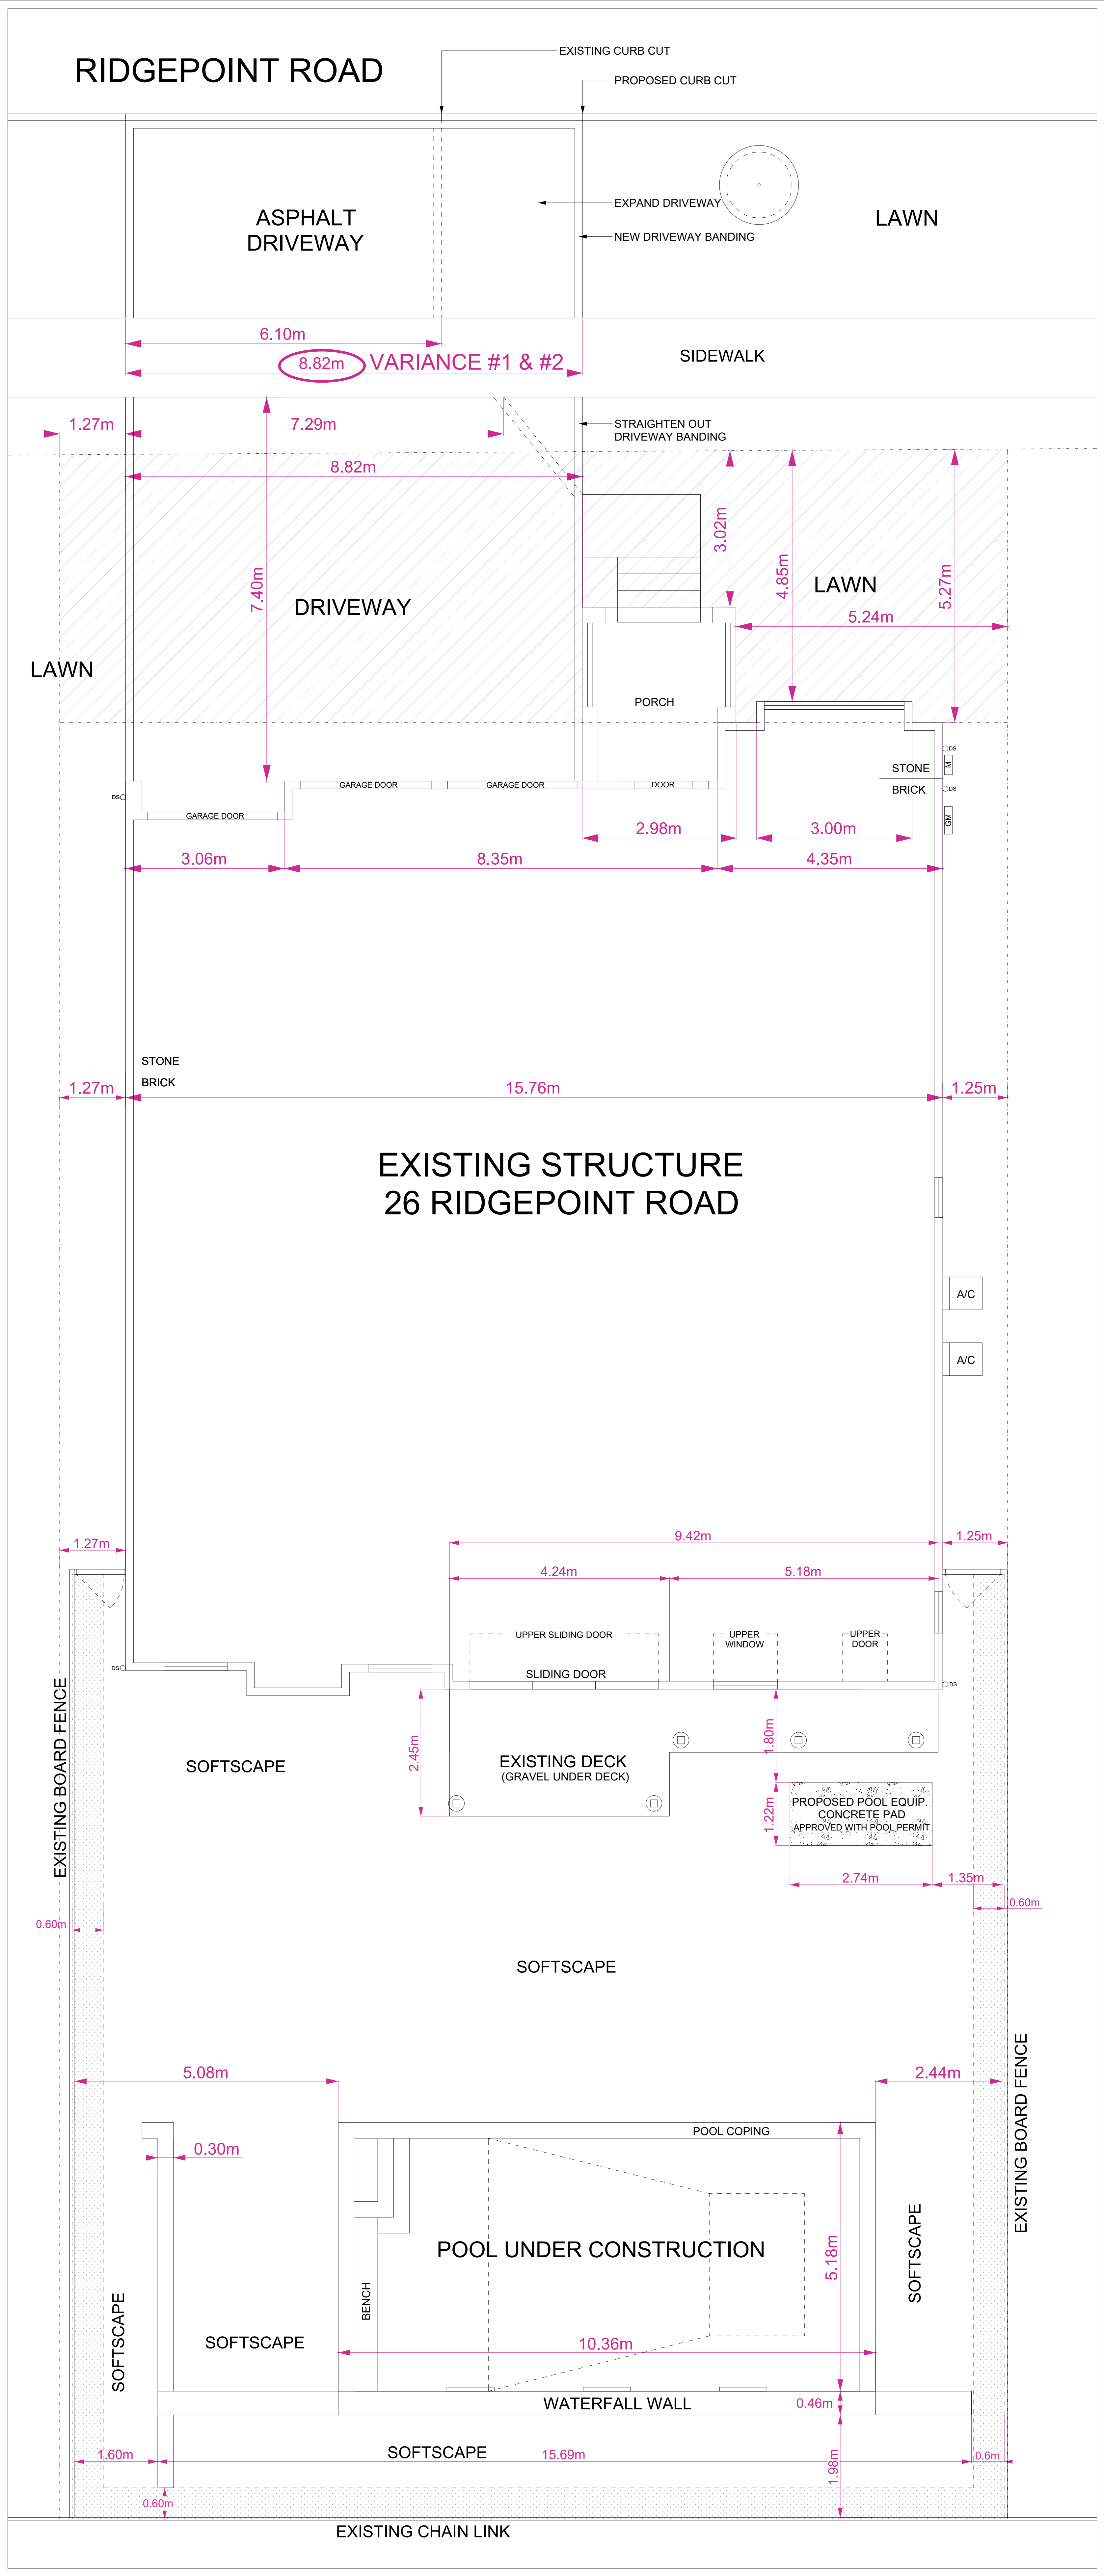 EXISTING CURB CUT
RIDGEPOINT ROAD
PROPOSED CURB CUT
EXPAND DRIVEWAY
ASPHALT
DRIVEWAY
LAWN
NEW DRIVEWAY BANDING
6.10m
8.82m
VARIANCE #1 & #2
SIDEWALK
1.27m
7.29m
STRAIGHTEN OUT
DRIVEWAY BANDING
8.82m
3.02m
4.85m
5.27m
7.40m
LAWN
DRIVEWAY
5.24m
LAWN
PORCH
DS
STONE
M
BRICK
DS
GARAGE DOOR
GARAGE DOOR
DOOR
DS
GARAGE DOOR
GM
2.98m
3.00m
3.06m
8.35m
4.35m
STONE
BRICK
1.27m
15.76m
1.25m
EXISTING STRUCTURE
26 RIDGEPOINT ROAD
A/C
A/C
9.42m
1.27m
1.25m
4.24m
5.18m
UPPER SLIDING DOOR
UPPER
WINDOW
UPPER
DOOR
DS
SLIDING DOOR
DS
EXISTING BOARD FENCE
SOFTSCAPE
2.45m
EXISTING DECK
(GRAVEL UNDER DECK)
1.80m
1.22m
PROPOSED POOL EQUIP.
CONCRETE PAD
APPROVED WITH POOL PERMIT
2.74m
1.35m
0.60m
0.60m
SOFTSCAPE
5.08m
2.44m
EXISTING BOARD FENCE
POOL COPING
0.30m
POOL UNDER CONSTRUCTION
5.18m
SOFTSCAPE
BENCH
SOFTSCAPE
SOFTSCAPE
10.36m
WATERFALL WALL
0.46m
SOFTSCAPE
1.60m
15.69m
1.98m
0.6m
0.60m
EXISTING CHAIN LINK